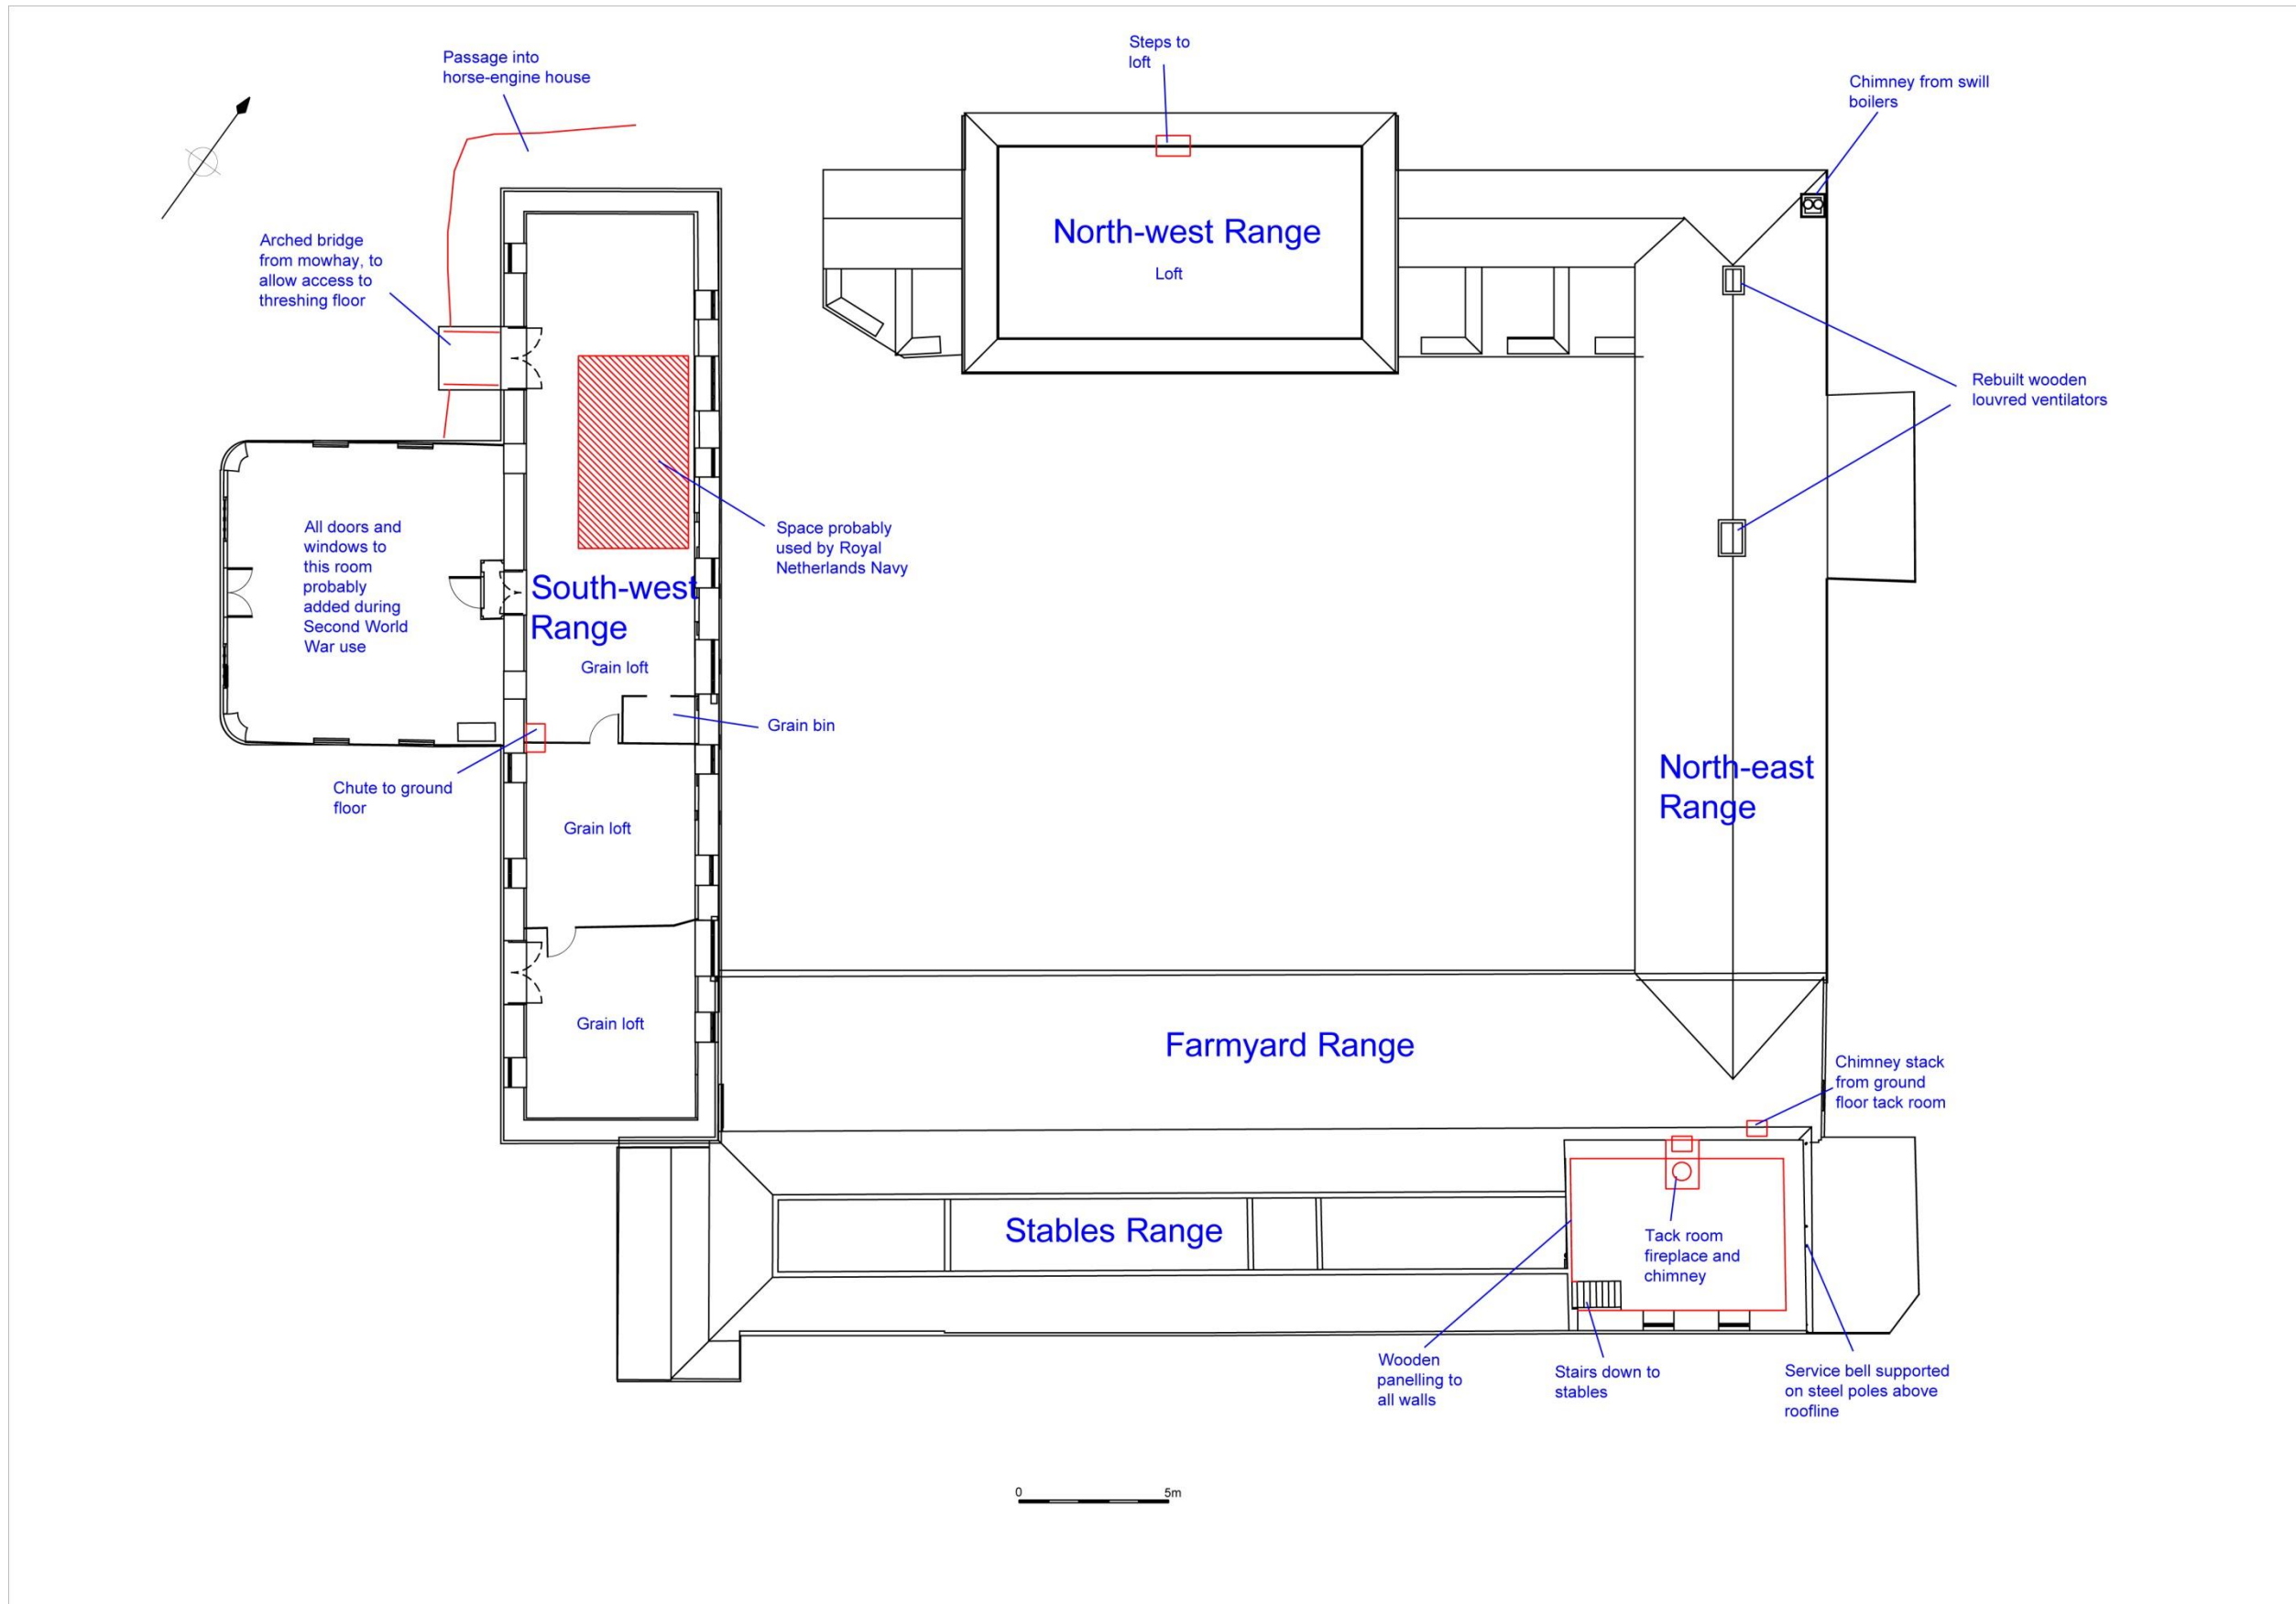 Steps to
loft
Passage into
horse-engine house
Chimney from swill
boilers
North-west Range
Loft
Arched bridge
from mowhay, to
allow access to
threshing floor
Rebuilt wooden
louvred ventilators
All doors and
windows to
this room
probably
added during
Second World
War use
Space probably
used by Royal
Netherlands Navy
South-west
Range
Grain loft
Grain bin
Chute to ground
floor
North-east
Range
Grain loft
Grain loft
Farmyard Range
Chimney stack
from ground
floor tack room
Stables Range
Tack room
fireplace and
chimney
Wooden
panelling to
all walls
Stairs down to
stables
Service bell supported
on steel poles above
roofline
0 5m